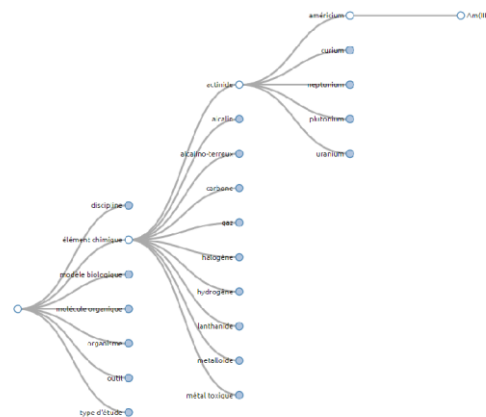 américium
Am(III
curium
neptunium
plutonium
uranium
actinide
alcalin
alcalino-terreux
carbone
gaz
halogène
hydrogène
lanthanide
métalloïde
métal toxique
discipline
élément chimique
modèle biologique
molécule organique
organisme
outil
type d'étude